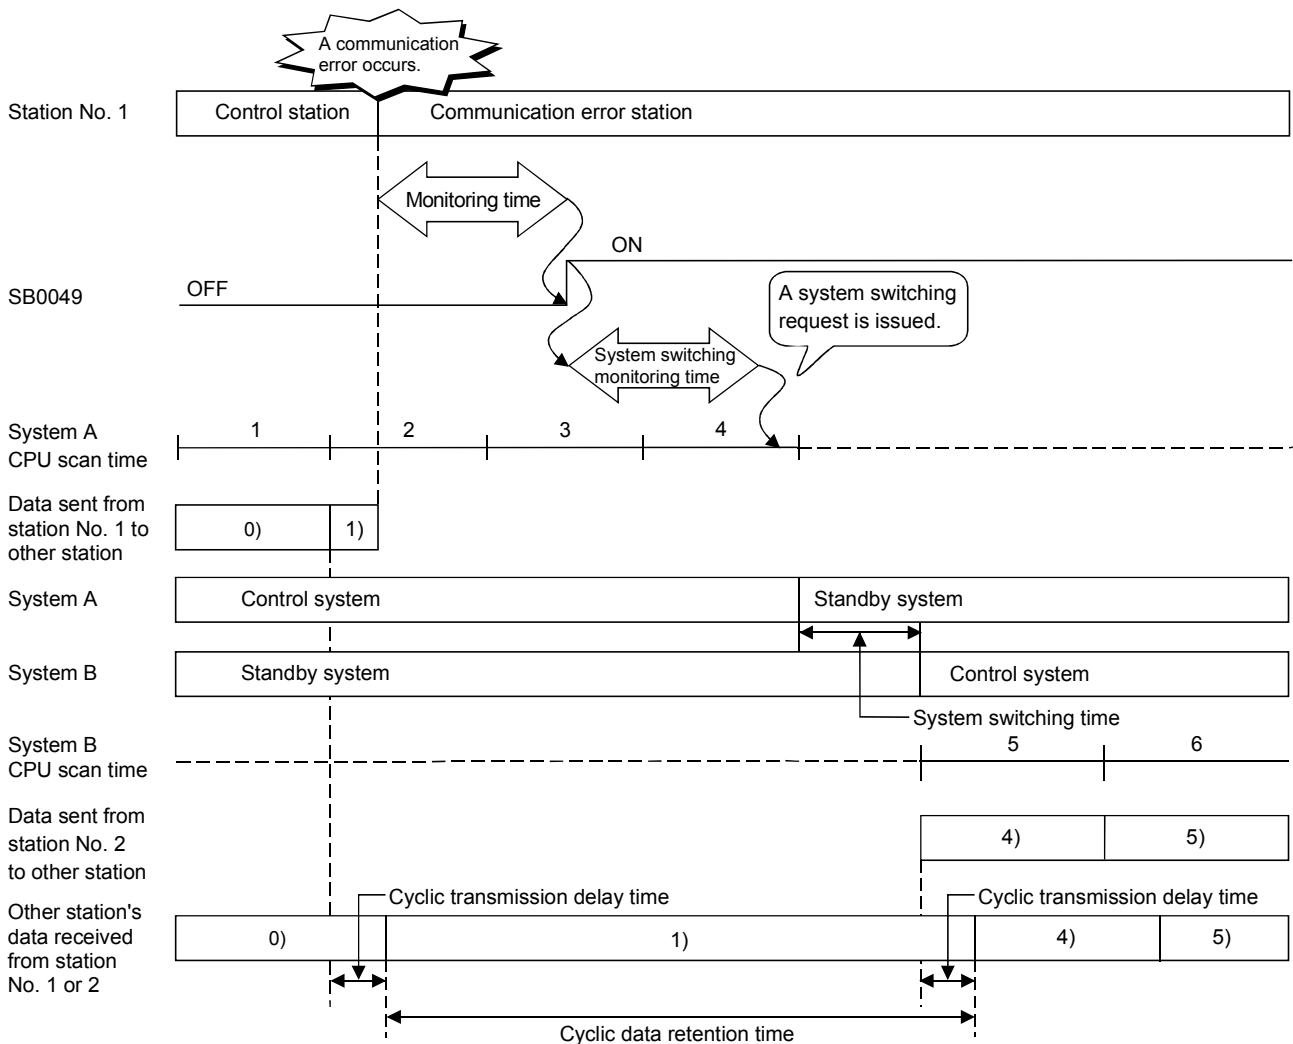 A communication
error occurs.
Station No. 1
Control station
Communication error station
Monitoring time
ON
SB0049
OFF
A system switching
request is issued.
System switching
monitoring time
System A
CPU scan time
1
2
3
4
Data sent from
station No. 1 to
other station
0)
1)
System A
Control system
Standby system
System B
Standby system
Control system
System switching time
System B
CPU scan time
5
6
Data sent from
station No. 2
to other station
4)
5)
Cyclic transmission delay time
Cyclic transmission delay time
Other station's
data received
from station
No. 1 or 2
0)
1)
4)
5)
Cyclic data retention time